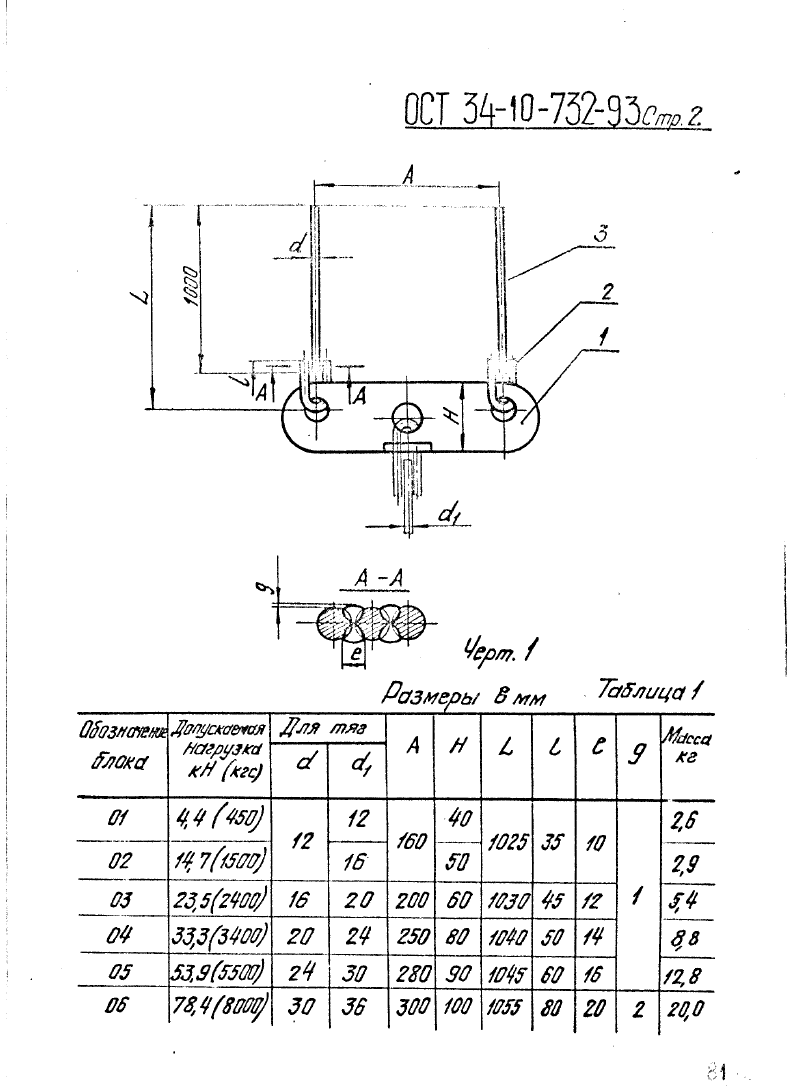 ОСТ 34-10-732-93 Стр. 2.
A
d
3
L
1000
2
1
l
A
A
H
d₁
A-A
g
e
Черт. 1
Размеры в мм
Таблица 1
Обозначение блока | Допускаемая нагрузка кН (кгс) | Для тяг | A | H | L | l | e | g | Масса кг
d | d₁
01 | 4,4 (450) | 12 | 12 | 160 | 40 | 1025 | 35 | 10 | 1 | 2,6
02 | 14,7 (1500) | 16 | 50 | 2,9
03 | 23,5 (2400) | 16 | 20 | 200 | 60 | 1030 | 45 | 12 | 5,4
04 | 33,3 (3400) | 20 | 24 | 250 | 80 | 1040 | 50 | 14 | 8,8
05 | 53,9 (5500) | 24 | 30 | 280 | 90 | 1045 | 60 | 16 | 12,8
06 | 78,4 (8000) | 30 | 36 | 300 | 100 | 1055 | 80 | 20 | 2 | 20,0
81